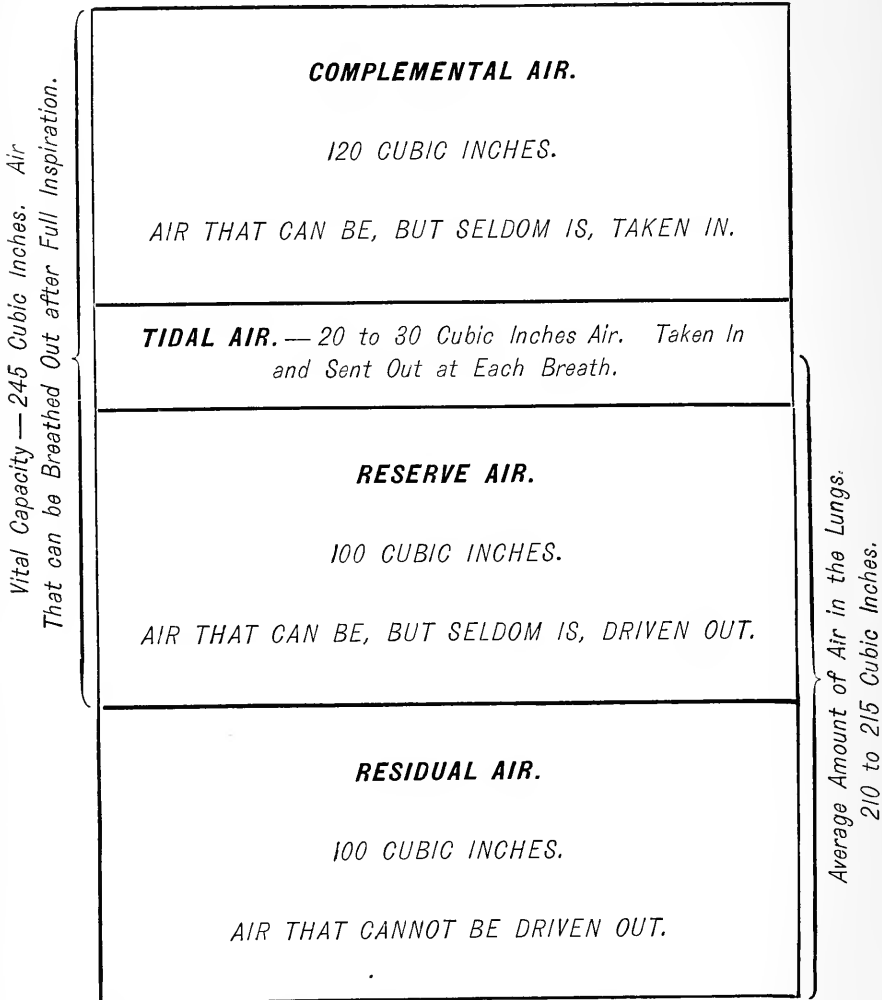 Vital Capacity — 245 Cubic Inches. Air
That can be Breathed Out after Full Inspiration.
COMPLEMENTAL AIR.
120 CUBIC INCHES.
AIR THAT CAN BE, BUT SELDOM IS, TAKEN IN.
TIDAL AIR. — 20 to 30 Cubic Inches Air. Taken In
and Sent Out at Each Breath.
RESERVE AIR.
100 CUBIC INCHES.
AIR THAT CAN BE, BUT SELDOM IS, DRIVEN OUT.
RESIDUAL AIR.
100 CUBIC INCHES.
AIR THAT CANNOT BE DRIVEN OUT.
Average Amount of Air in the Lungs.
210 to 215 Cubic Inches.